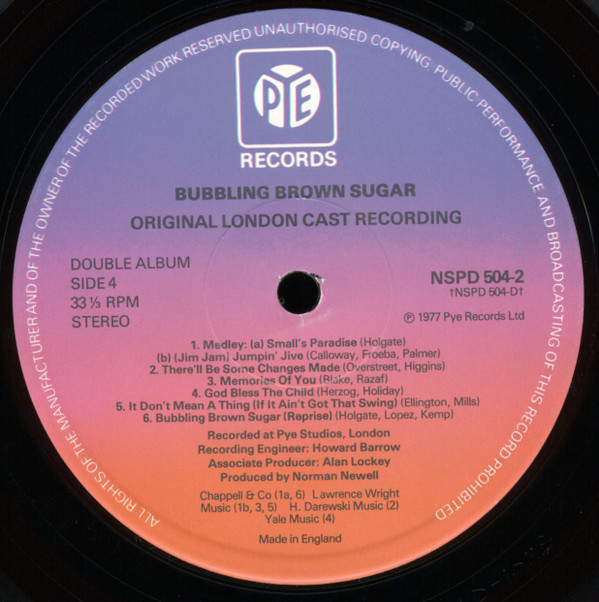 ALL RIGHTS OF THE MANUFACTURER AND OF THE OWNER OF THE RECORDED WORK RESERVED UNAUTHORISED COPYING, PUBLIC PERFORMANCE AND BROADCASTING OF THIS RECORD PROHIBITED
PYE
RECORDS
BUBBLING BROWN SUGAR
ORIGINAL LONDON CAST RECORDING
DOUBLE ALBUM
SIDE 4
33 ⅓ RPM
STEREO
NSPD 504-2
†NSPD 504-D†
℗ 1977 Pye Records Ltd
1. Medley: (a) Small's Paradise (Holgate)
(b) (Jim Jam) Jumpin' Jive (Calloway, Froeba, Palmer)
2. There'll Be Some Changes Made (Overstreet, Higgins)
3. Memories Of You (Blake, Razaf)
4. God Bless The Child (Herzog, Holiday)
5. It Don't Mean A Thing (If It Ain't Got That Swing) (Ellington, Mills)
6. Bubbling Brown Sugar (Reprise) (Holgate, Lopez, Kemp)
Recorded at Pye Studios, London
Recording Engineer: Howard Barrow
Associate Producer: Alan Lockey
Produced by Norman Newell
Chappell & Co (1a, 6) Lawrence Wright
Music (1b, 3, 5) H. Darewski Music (2)
Yale Music (4)
Made in England